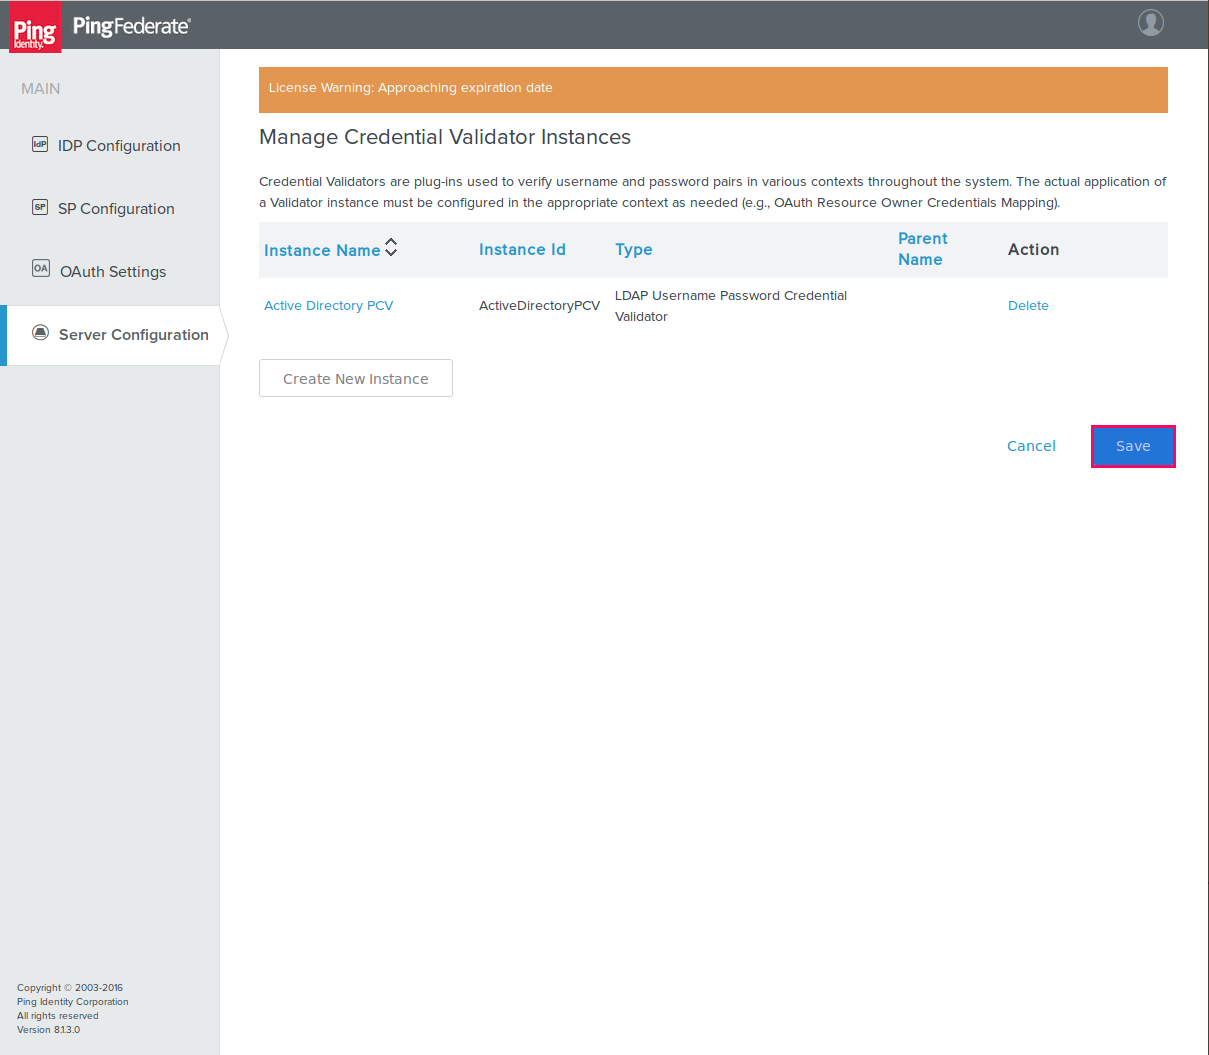 Ping
Identity.
PingFederate®
MAIN
IdP
IDP Configuration
SP
SP Configuration
OA
OAuth Settings
Server Configuration
License Warning: Approaching expiration date
Manage Credential Validator Instances
Credential Validators are plug-ins used to verify username and password pairs in various contexts throughout the system. The actual application of
a Validator instance must be configured in the appropriate context as needed (e.g., OAuth Resource Owner Credentials Mapping).
Instance Name Instance Id Type Parent Name Action
Active Directory PCV ActiveDirectoryPCV LDAP Username Password Credential Validator Delete
Create New Instance
Cancel Save
Copyright © 2003-2016
Ping Identity Corporation
All rights reserved
Version 8.1.3.0